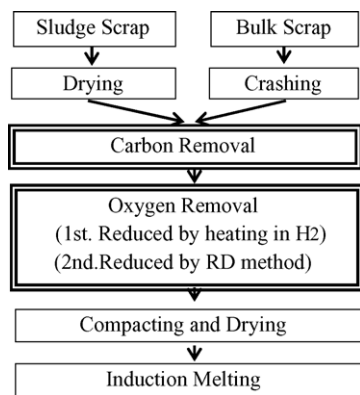 Sludge Scrap
Bulk Scrap
Drying
Crashing
Carbon Removal
Oxygen Removal
(1st. Reduced by heating in H2)
(2nd.Reduced by RD method)
Compacting and Drying
Induction Melting